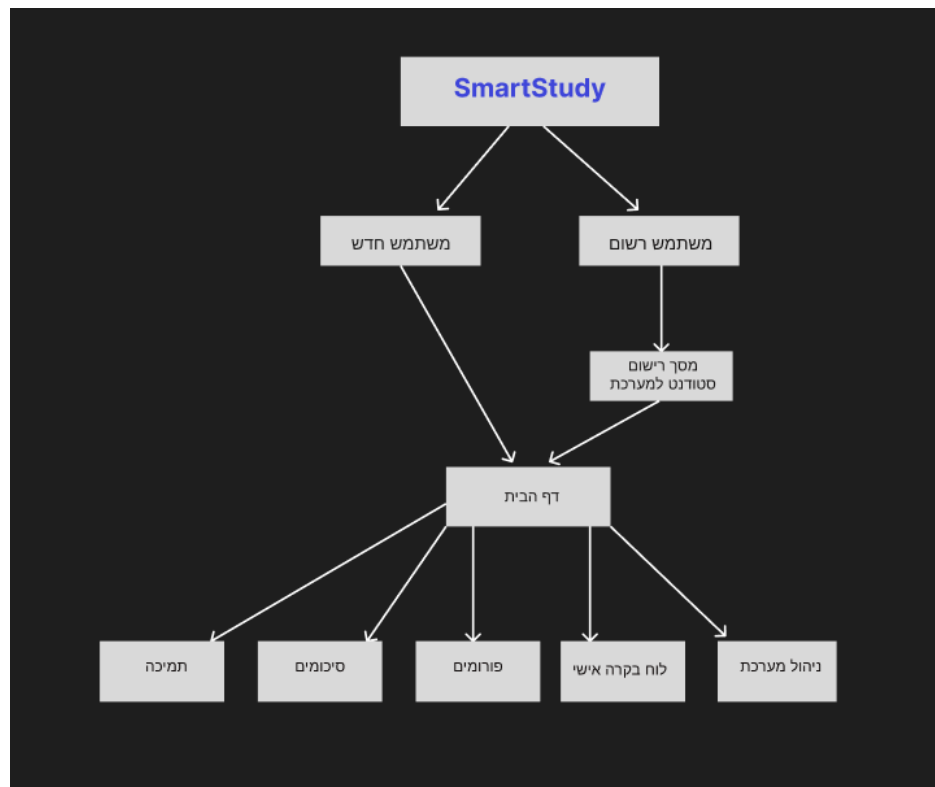 SmartStudy
משתמש רשום
משתמש חדש
מסך רישום
סטודנט למערכת
דף הבית
ניהול מערכת
לוח בקרה אישי
פורומים
סיכומים
תמיכה